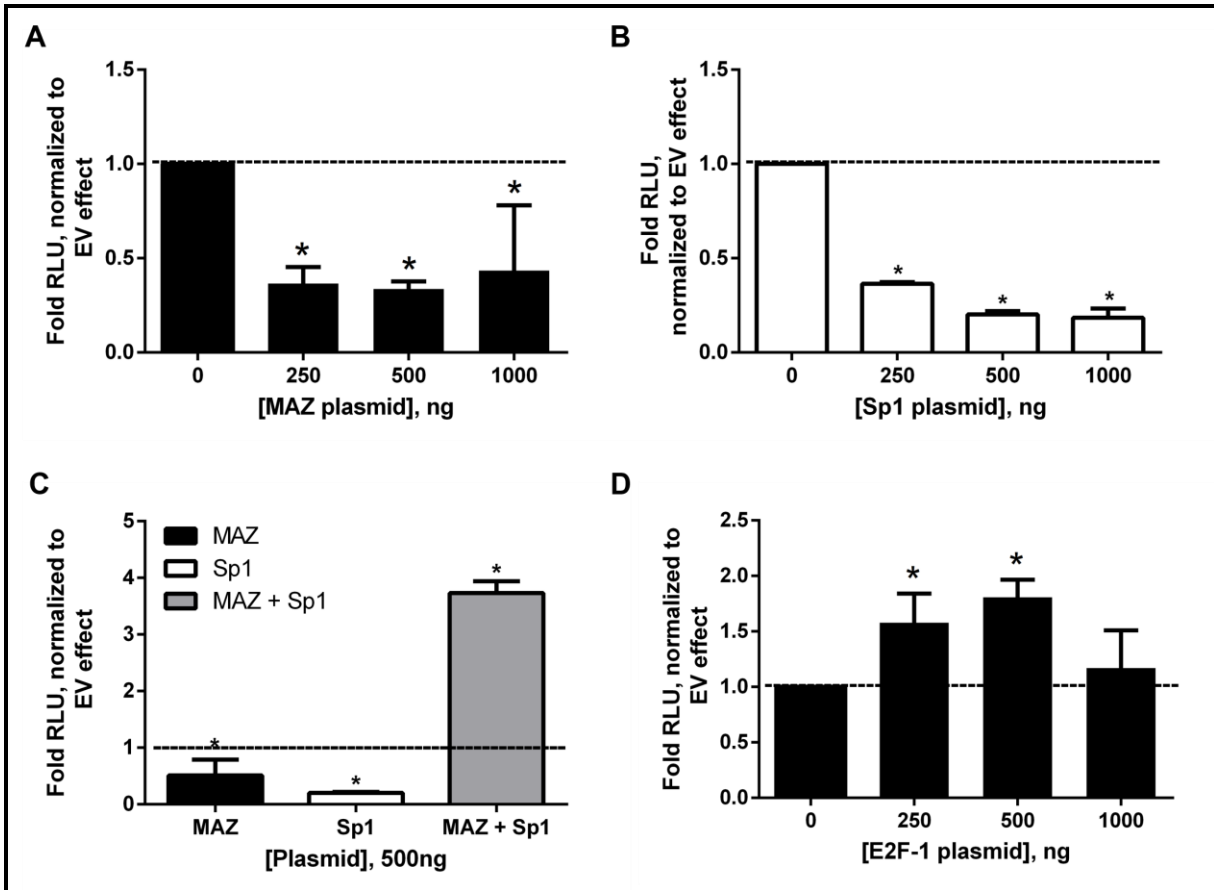 A
Fold RLU, normalized to
EV effect
1.5
1.0
0.5
0.0
*
*
*
0
250
500
1000
[MAZ plasmid], ng
B
Fold RLU,
normalized to EV effect
1.5
1.0
0.5
0.0
*
*
*
0
250
500
1000
[Sp1 plasmid], ng
C
Fold RLU, normalized to
EV effect
5
4
3
2
1
0
MAZ
Sp1
MAZ + Sp1
*
*
*
MAZ
Sp1
MAZ + Sp1
[Plasmid], 500ng
D
Fold RLU, normalized to
EV effect
2.5
2.0
1.5
1.0
0.5
0.0
*
*
0
250
500
1000
[E2F-1 plasmid], ng